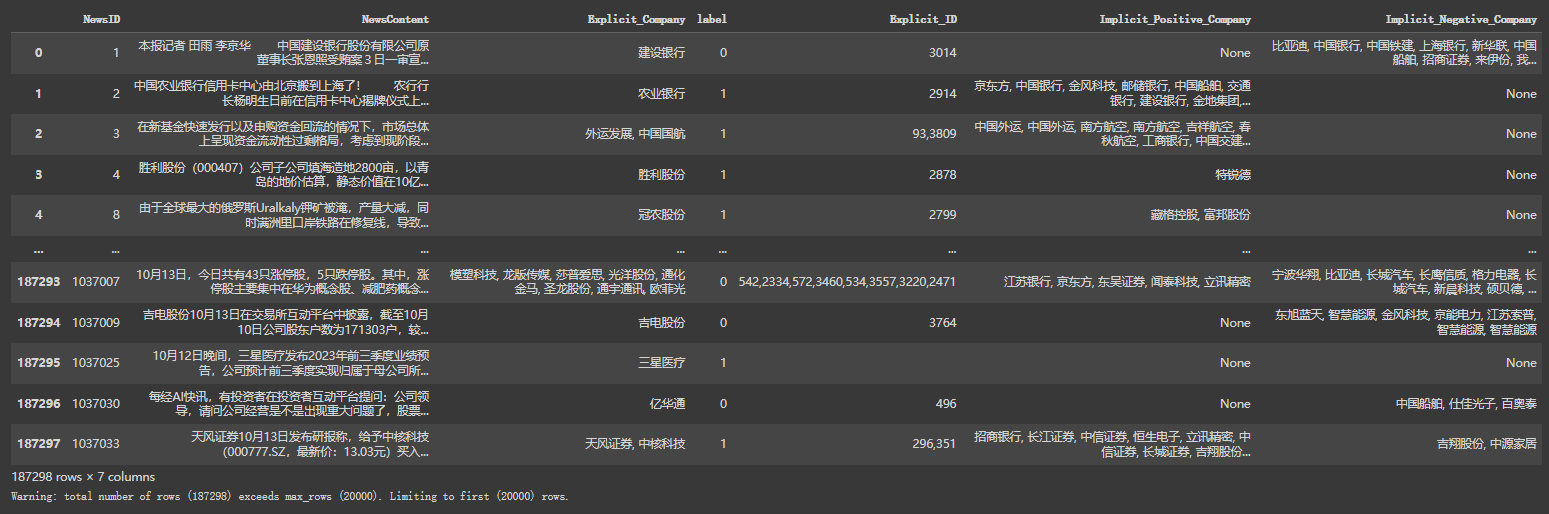 NewsID NewsContent Explicit_Company label Explicit_ID Implicit_Positive_Company Implicit_Negative_Company
0 1 本报记者 田雨 李京华 中国建设银行股份有限公司原 建设银行 0 3014 None 比亚迪, 中国银行, 中国铁建, 上海银行, 新华联, 中国
董事长张恩照受贿案３日一审宣... 船舶, 招商证券, 来伊份, 我...
1 2 中国农业银行信用卡中心由北京搬到上海了! 农行行 农业银行 1 2914 京东方, 中国银行, 金风科技, 邮储银行, 中国船舶, 交通 None
长杨明生日前在信用卡中心揭牌仪式上... 银行, 建设银行, 金地集团,...
2 3 在新基金快速发行以及申购资金回流的情况下，市场总体 外运发展, 中国国航 1 93,3809 中国外运, 中国外运, 南方航空, 南方航空, 吉祥航空, 春 None
上呈现资金流动性过剩格局，考虑到现阶段... 秋航空, 工商银行, 中国交建...
3 4 胜利股份（000407）公司子公司填海造地2800亩，以青 胜利股份 1 2878 特锐德 None
岛的地价估算，静态价值在10亿...
4 8 由于全球最大的俄罗斯Uralkaly钾矿被淹，产量大减，同 冠农股份 1 2799 藏格控股, 富邦股份 None
时满洲里口岸铁路在修复线，导致...
... ... ... ... ... ... ... ...
187293 1037007 10月13日，今日共有43只涨停股，5只跌停股。其中，涨 模塑科技, 龙版传媒, 莎普爱思, 光洋股份, 通化 0 542,2334,572,3460,534,3557,3220,2471 江苏银行, 京东方, 东吴证券, 闻泰科技, 立讯精密 宁波华翔, 比亚迪, 长城汽车, 长鹰信质, 格力电器, 长
停股主要集中在华为概念股、减肥药概念... 金马, 圣龙股份, 通宇通讯, 欧菲光 城汽车, 新晨科技, 硕贝德, ...
187294 1037009 吉电股份10月13日在交易所互动平台中披露，截至10月 吉电股份 0 3764 None 东旭蓝天, 智慧能源, 金风科技, 京能电力, 江苏索普,
10日公司股东户数为171303户，较... 智慧能源, 智慧能源
187295 1037025 10月12日晚间，三星医疗发布2023年前三季度业绩预 三星医疗 1 None None
告，公司预计前三季度实现归属于母公司所...
187296 1037030 每经AI快讯，有投资者在投资者互动平台提问：公司领 亿华通 0 496 None 中国船舶, 仕佳光子, 百奥泰
导，请问公司经营是不是出现重大问题了，股票...
187297 1037033 天风证券10月13日发布研报称，给予中核科技 天风证券, 中核科技 1 296,351 招商银行, 长江证券, 中信证券, 恒生电子, 立讯精密, 中 吉翔股份, 中源家居
（000777.SZ，最新价：13.03元）买入... 信证券, 长城证券, 吉翔股份...
187298 rows × 7 columns
Warning: total number of rows (187298) exceeds max_rows (20000). Limiting to first (20000) rows.